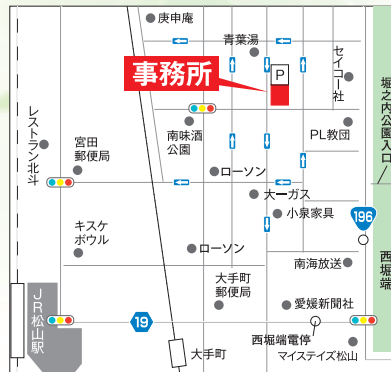 庚申庵
青葉湯
セイコー社
事務所
P
堀之内公園入口
レストラン北斗
宮田
郵便局
南味酒
公園
PL教団
ローソン
大一ガス
小泉家具
196
キスケ
ボウル
ローソン
南海放送
西堀端
大手町
郵便局
愛媛新聞社
JR松山駅
19
西堀端電停
大手町
マイステイズ松山